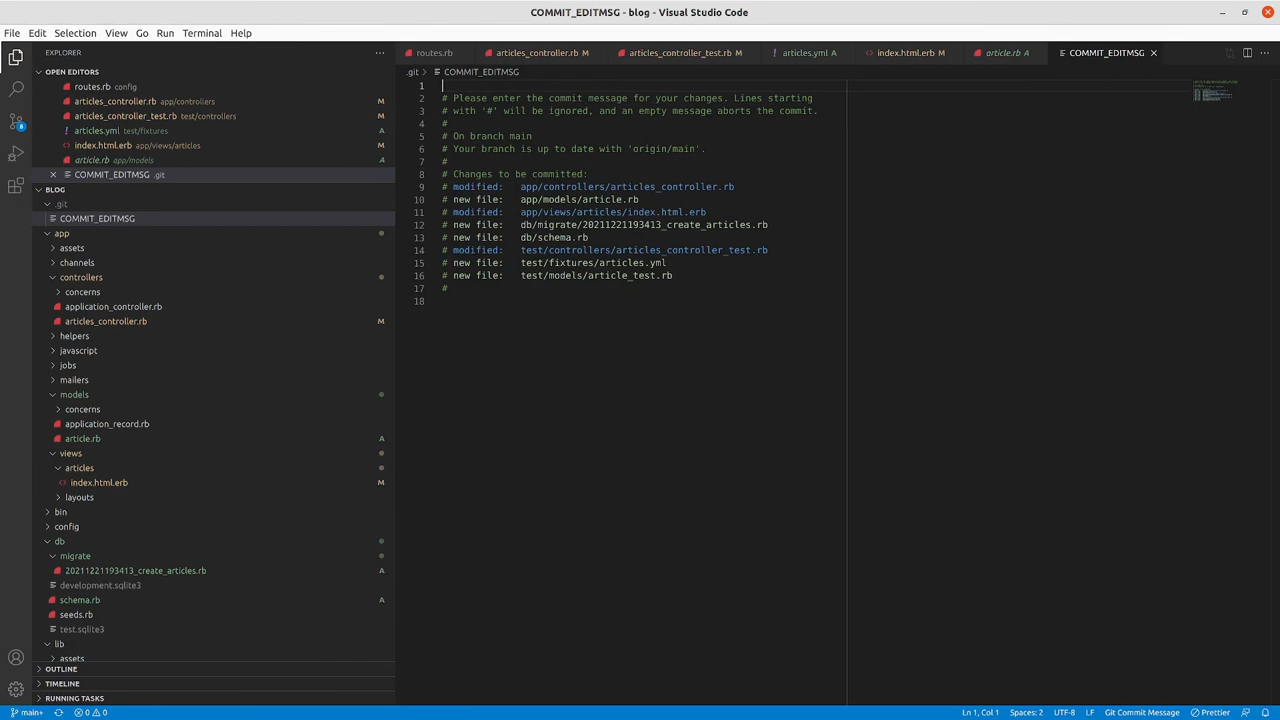 COMMIT_EDITMSG - blog - Visual Studio Code
File Edit Selection View Go Run Terminal Help
EXPLORER
OPEN EDITORS
routes.rb config
articles_controller.rb app/controllers M
articles_controller_test.rb test/controllers M
! articles.yml test/fixtures A
<> index.html.erb app/views/articles M
article.rb app/models A
COMMIT_EDITMSG .git
BLOG
.git
COMMIT_EDITMSG
app
assets
channels
controllers
concerns
application_controller.rb
articles_controller.rb M
helpers
javascript
jobs
mailers
models
concerns
application_record.rb
article.rb A
views
articles
<> index.html.erb M
layouts
bin
config
db
migrate
20211221193413_create_articles.rb A
development.sqlite3
schema.rb A
seeds.rb
test.sqlite3
lib
assets
OUTLINE
TIMELINE
RUNNING TASKS
8
routes.rb articles_controller.rb M articles_controller_test.rb M ! articles.yml A <> index.html.erb M article.rb A COMMIT_EDITMSG
.git > COMMIT_EDITMSG
1
2 # Please enter the commit message for your changes. Lines starting
3 # with '#' will be ignored, and an empty message aborts the commit.
4 #
5 # On branch main
6 # Your branch is up to date with 'origin/main'.
7 #
8 # Changes to be committed:
9 # modified: app/controllers/articles_controller.rb
10 # new file: app/models/article.rb
11 # modified: app/views/articles/index.html.erb
12 # new file: db/migrate/20211221193413_create_articles.rb
13 # new file: db/schema.rb
14 # modified: test/controllers/articles_controller_test.rb
15 # new file: test/fixtures/articles.yml
16 # new file: test/models/article_test.rb
17 #
18
main+ 0 0 Ln 1, Col 1 Spaces: 2 UTF-8 LF Git Commit Message Prettier